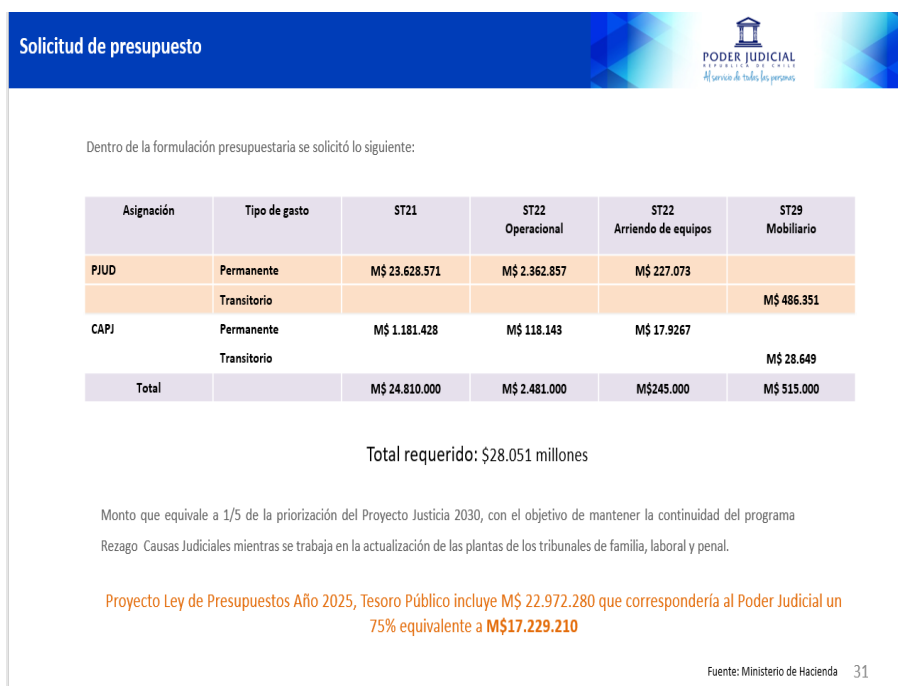 Solicitud de presupuesto
PODER JUDICIAL
REPUBLICA DE CHILE
Al servicio de todas las personas
Dentro de la formulación presupuestaria se solicitó lo siguiente:
Asignación Tipo de gasto ST21 ST22 ST22 ST29
Operacional Arriendo de equipos Mobiliario
PJUD Permanente M$ 23.628.571 M$ 2.362.857 M$ 227.073
Transitorio M$ 486.351
CAPJ Permanente M$ 1.181.428 M$ 118.143 M$ 17.9267
Transitorio M$ 28.649
Total M$ 24.810.000 M$ 2.481.000 M$245.000 M$ 515.000
Total requerido: $28.051 millones
Monto que equivale a 1/5 de la priorización del Proyecto Justicia 2030, con el objetivo de mantener la continuidad del programa
Rezago Causas Judiciales mientras se trabaja en la actualización de las plantas de los tribunales de familia, laboral y penal.
Proyecto Ley de Presupuestos Año 2025, Tesoro Público incluye M$ 22.972.280 que correspondería al Poder Judicial un
75% equivalente a M$17.229.210
Fuente: Ministerio de Hacienda 31